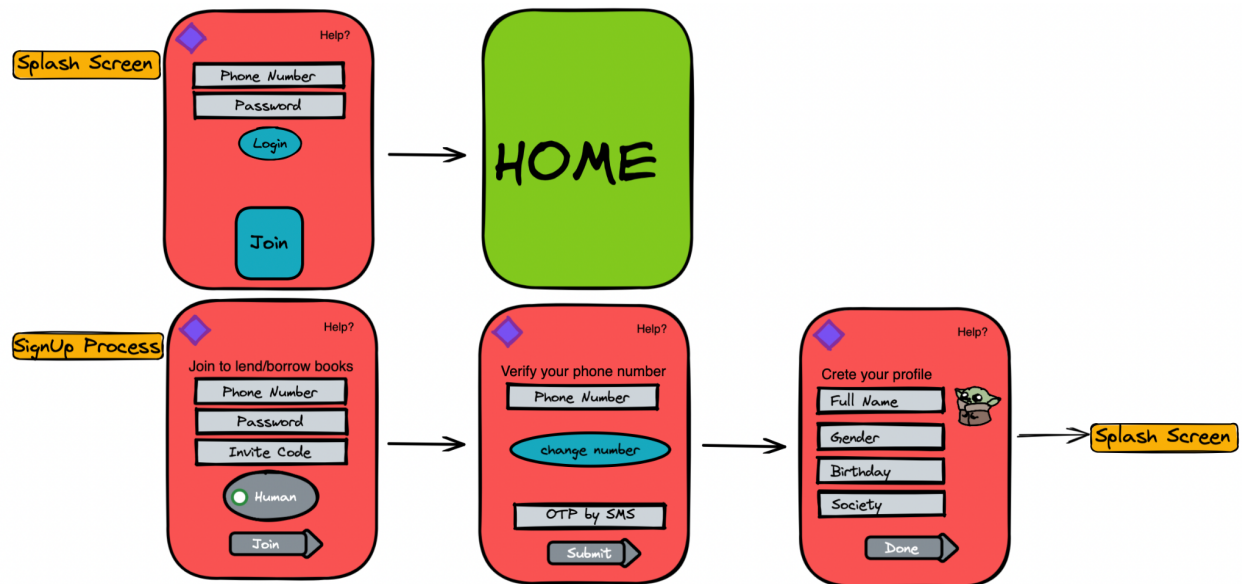 Splash Screen
Help?
Phone Number
Password
Login
Join
HOME
SignUp Process
Help?
Join to lend/borrow books
Phone Number
Password
Invite Code
Human
Join
Help?
Verify your phone number
Phone Number
change number
OTP by SMS
Submit
Help?
Crete your profile
Full Name
Gender
Birthday
Society
Done
Splash Screen